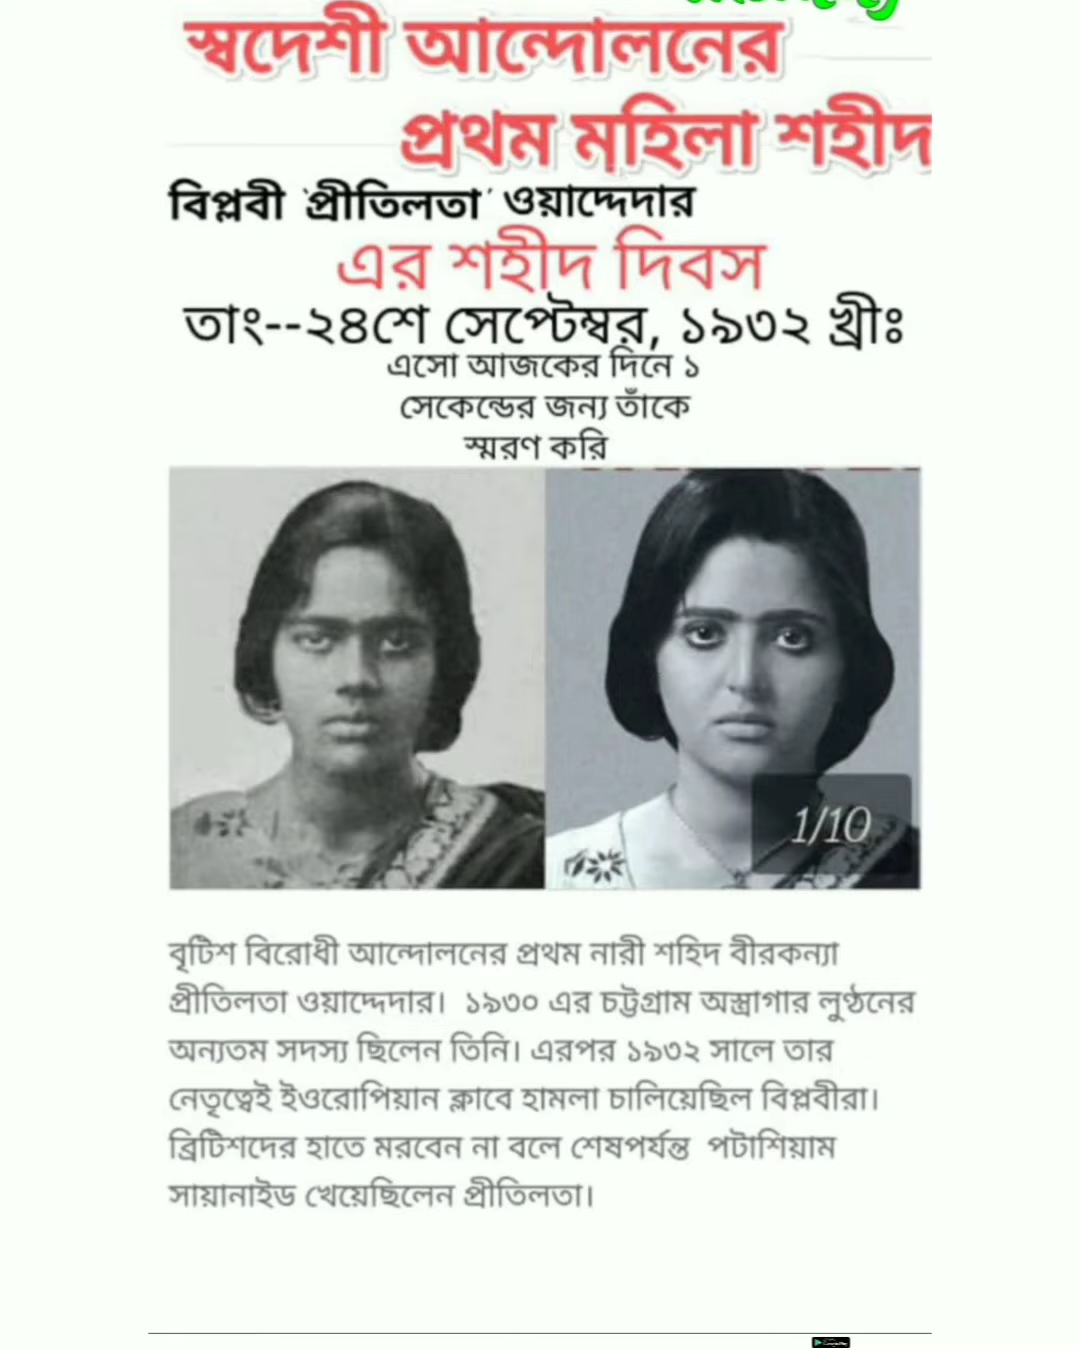 স্বদেশী আন্দোলনের
প্রথম মহিলা শহীদ
বিপ্লবী 'প্রীতিলতা' ওয়াদ্দেদার
এর শহীদ দিবস
তাং--২৪শে সেপ্টেম্বর, ১৯৩২ খ্রীঃ
এসো আজকের দিনে ১
সেকেন্ডের জন্য তাঁকে
স্মরণ করি
1/10
বৃটিশ বিরোধী আন্দোলনের প্রথম নারী শহিদ বীরকন্যা
প্রীতিলতা ওয়াদ্দেদার। ১৯৩০ এর চট্টগ্রাম অস্ত্রাগার লুণ্ঠনের
অন্যতম সদস্য ছিলেন তিনি। এরপর ১৯৩২ সালে তার
নেতৃত্বেই ইওরোপিয়ান ক্লাবে হামলা চালিয়েছিল বিপ্লবীরা।
ব্রিটিশদের হাতে মরবেন না বলে শেষপর্যন্ত পটাশিয়াম
সায়ানাইড খেয়েছিলেন প্রীতিলতা।